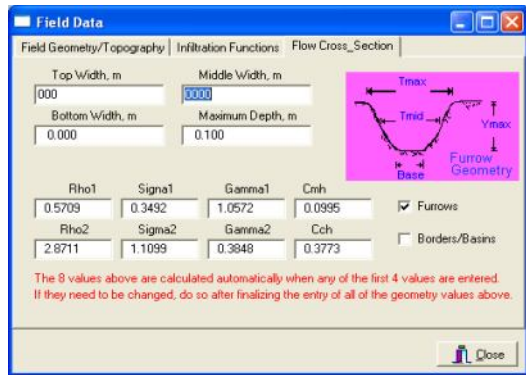 Field Data
Field Geometry/Topography Infiltration Functions Flow Cross_Section
Top Width, m Middle Width, m
000 0000
Bottom Width, m Maximum Depth, m
0.000 0.100
Tmax
Tmid
Ymax
Base
Furrow
Geometry
Rho1 Signa1 Gamma1 Cmh
0.5709 0.3492 1.0572 0.0995
Furrows
Rho2 Sigma2 Gamma2 Cch
2.8711 1.1099 0.3848 0.3773
Borders/Basins
The 8 values above are calculated automatically when any of the first 4 values are entered.
If they need to be changed, do so after finalizing the entry of all of the geometry values above.
Close